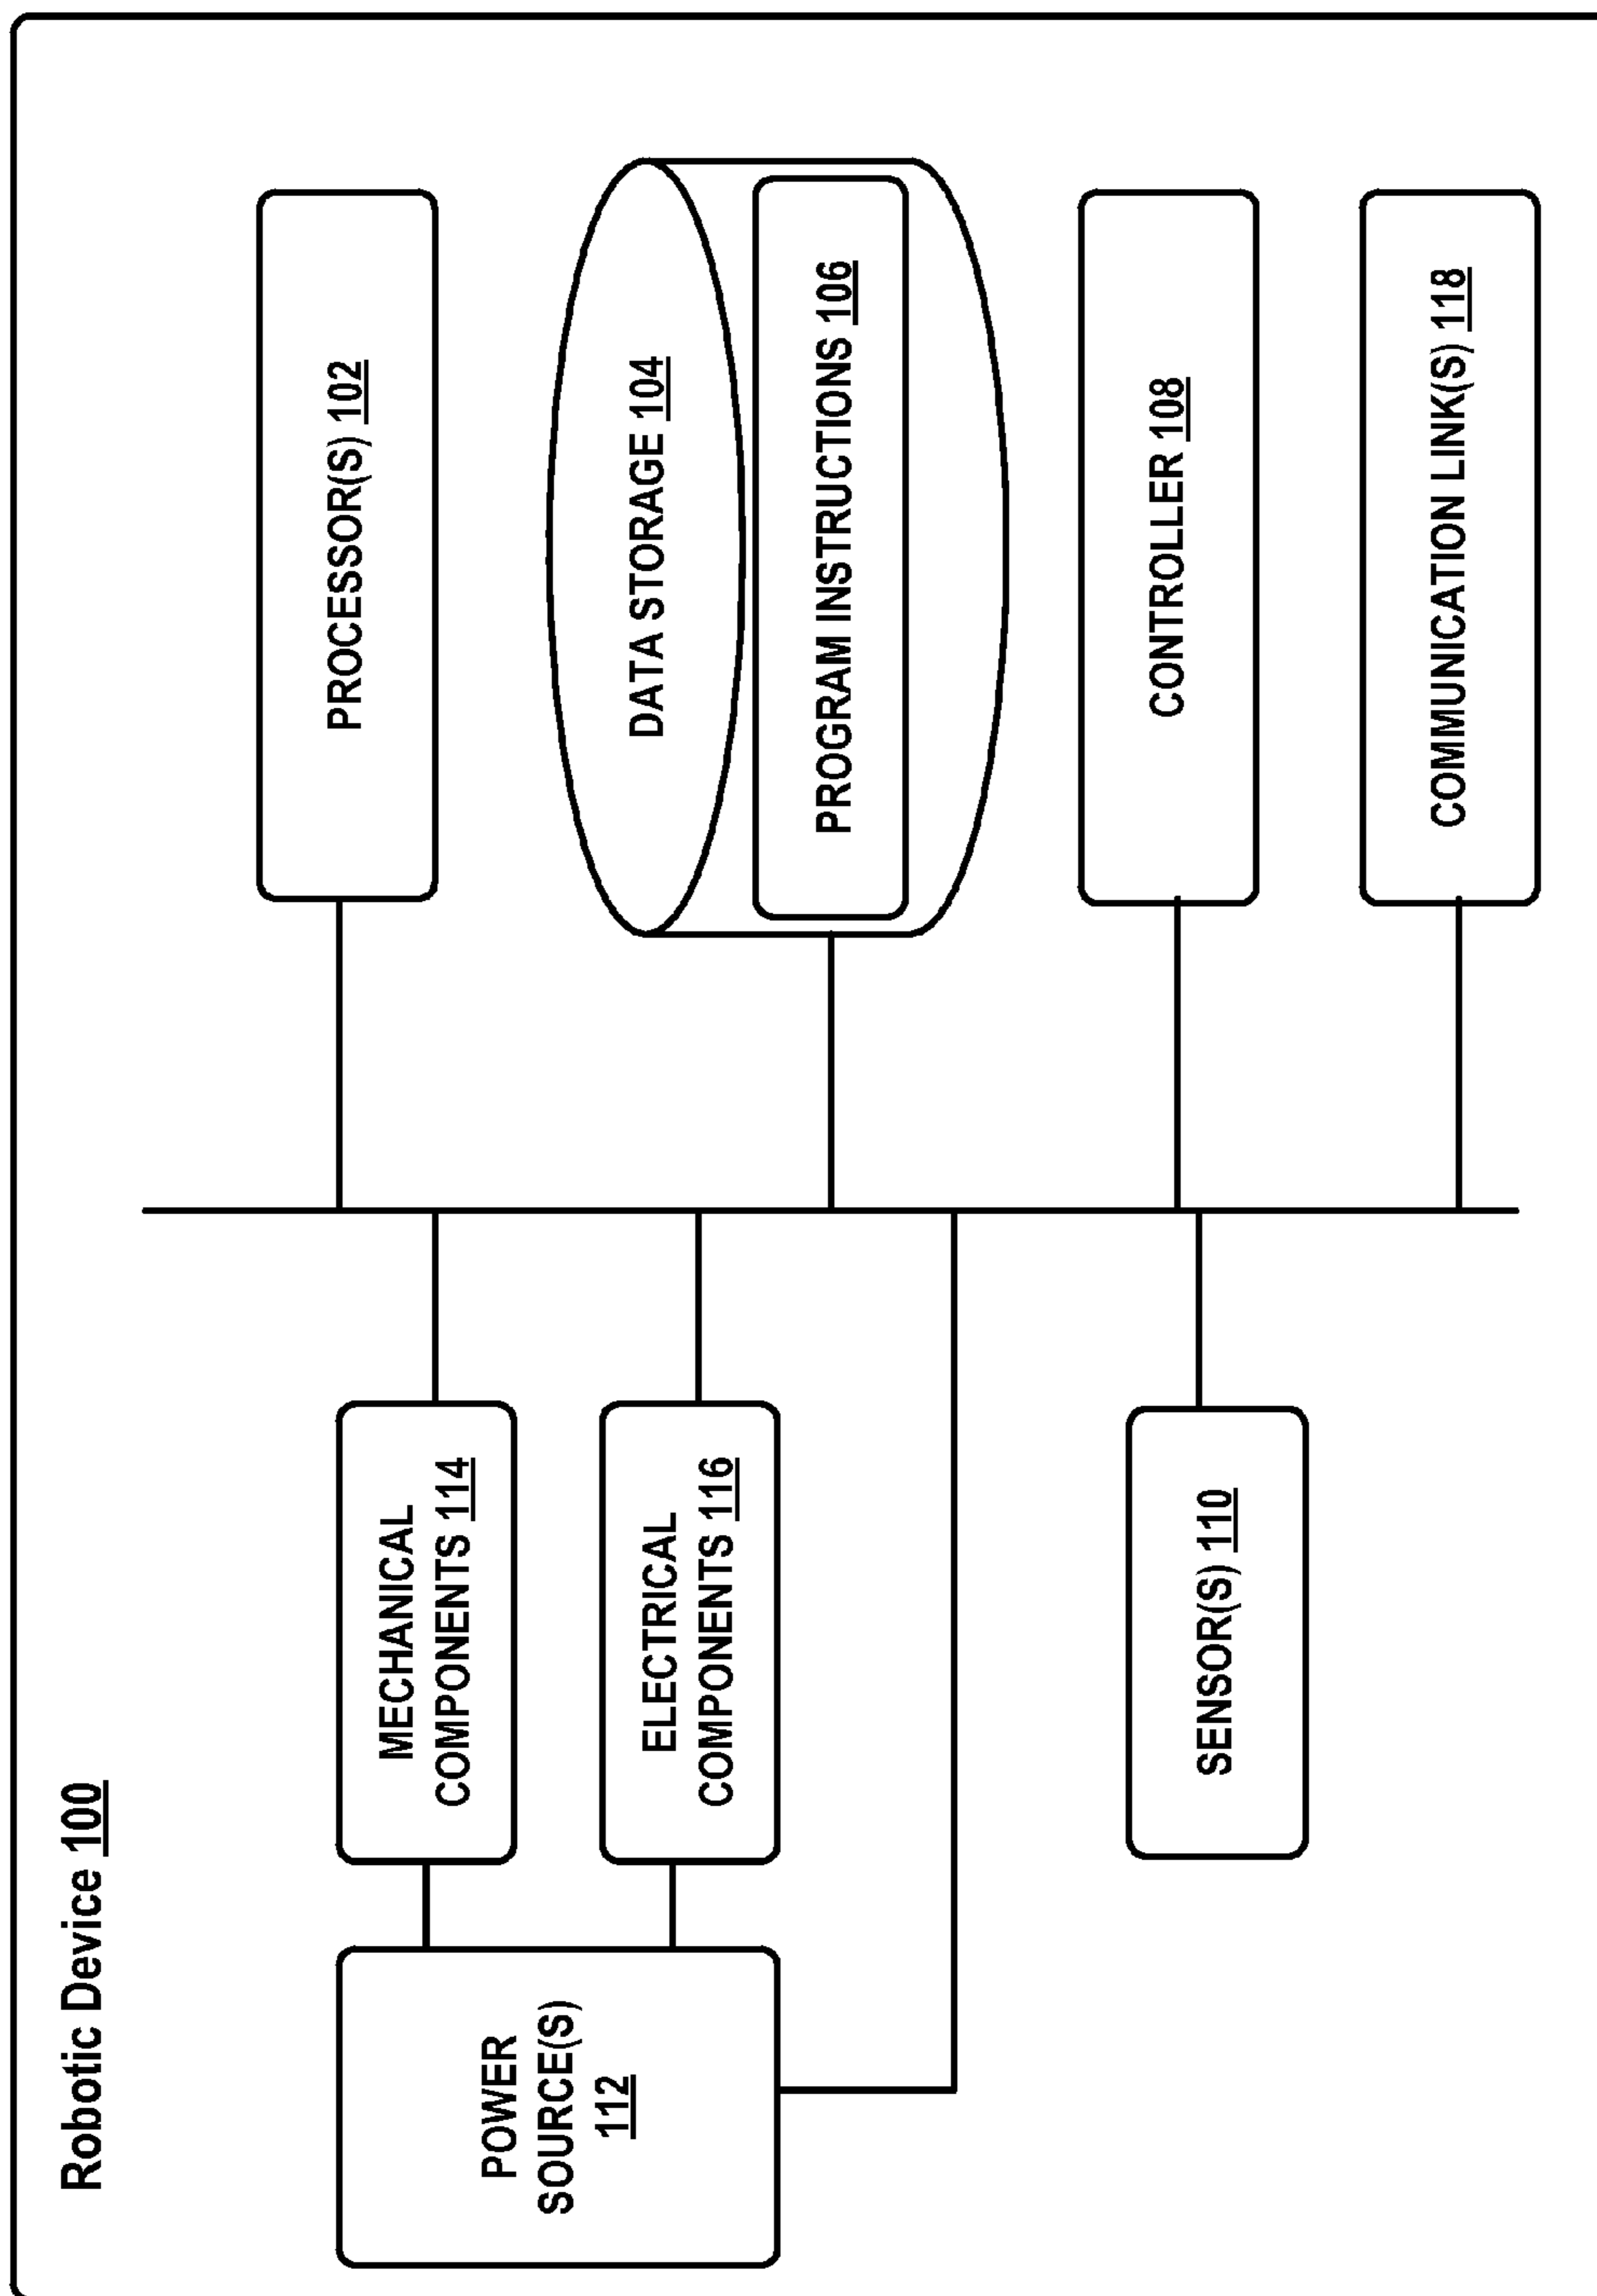 Robotic Device 100
POWER
SOURCE(S)
112
MECHANICAL
COMPONENTS 114
ELECTRICAL
COMPONENTS 116
SENSOR(S) 110
PROCESSOR(S) 102
DATA STORAGE 104
PROGRAM INSTRUCTIONS 106
CONTROLLER 108
COMMUNICATION LINK(S) 118